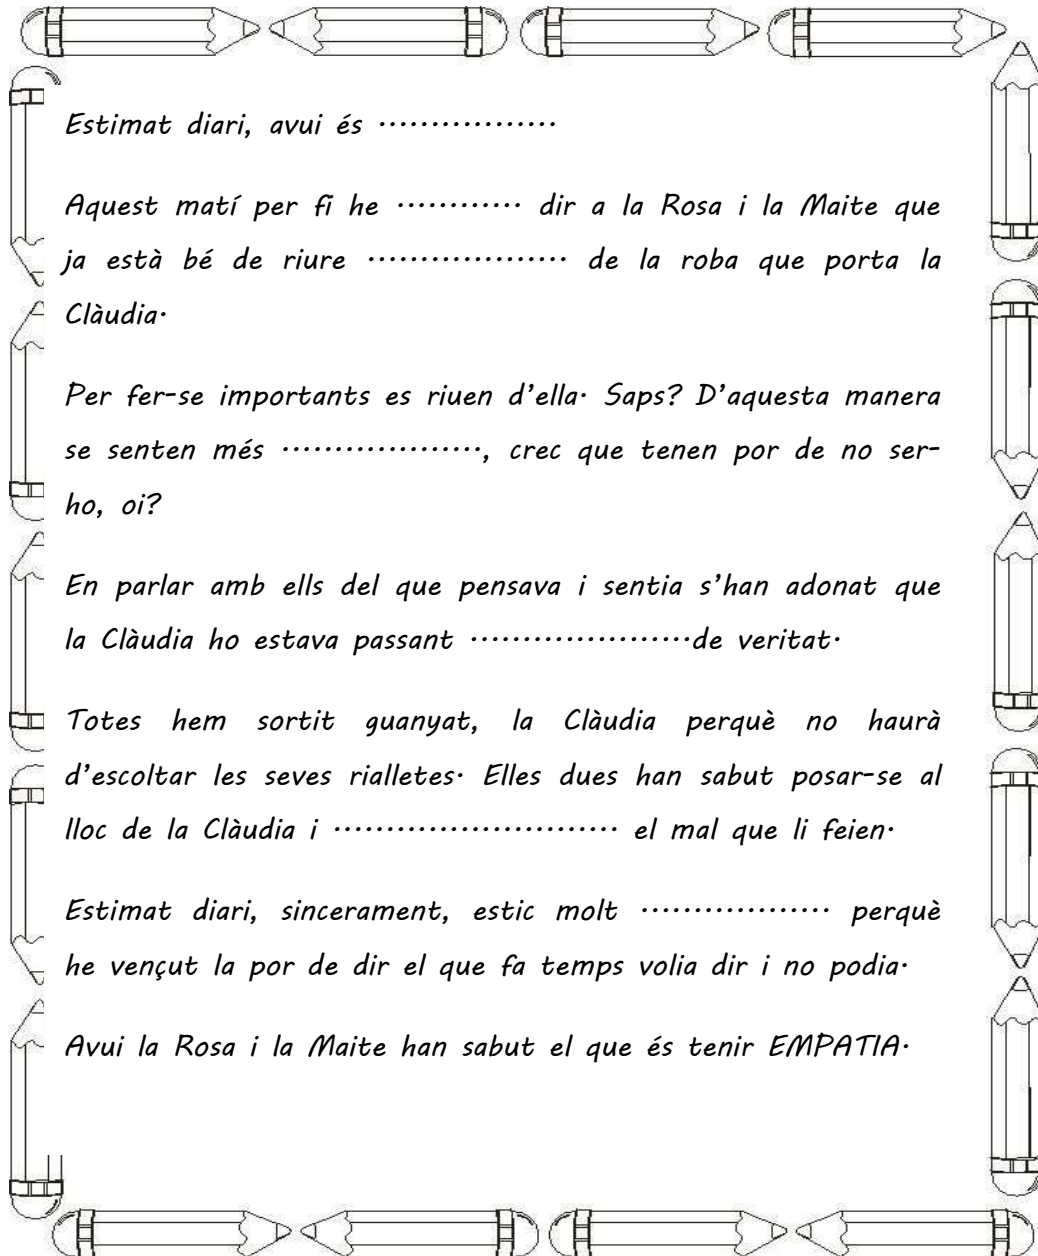 Estimat diari, avui és ·················
Aquest matí per fi he ············ dir a la Rosa i la Maite que
ja està bé de riure ··················· de la roba que porta la
Clàudia·
Per fer-se importants es riuen d'ella· Saps? D'aquesta manera
se senten més ···················, crec que tenen por de no ser-
ho, oi?
En parlar amb ells del que pensava i sentia s'han adonat que
la Clàudia ho estava passant ·····················de veritat·
Totes hem sortit guanyat, la Clàudia perquè no haurà
d'escoltar les seves rialletes· Elles dues han sabut posar-se al
lloc de la Clàudia i ··························· el mal que li feien·
Estimat diari, sincerament, estic molt ·················· perquè
he vençut la por de dir el que fa temps volia dir i no podia·
Avui la Rosa i la Maite han sabut el que és tenir EMPATIA·